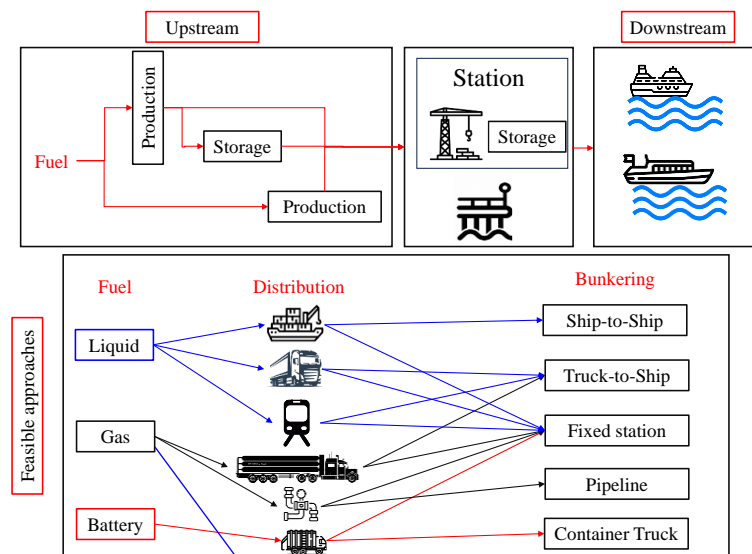 Upstream
Downstream
Production
Fuel
Storage
Production
Station
Storage
Feasible approaches
Fuel
Distribution
Bunkering
Liquid
Gas
Battery
Ship-to-Ship
Truck-to-Ship
Fixed station
Pipeline
Container Truck